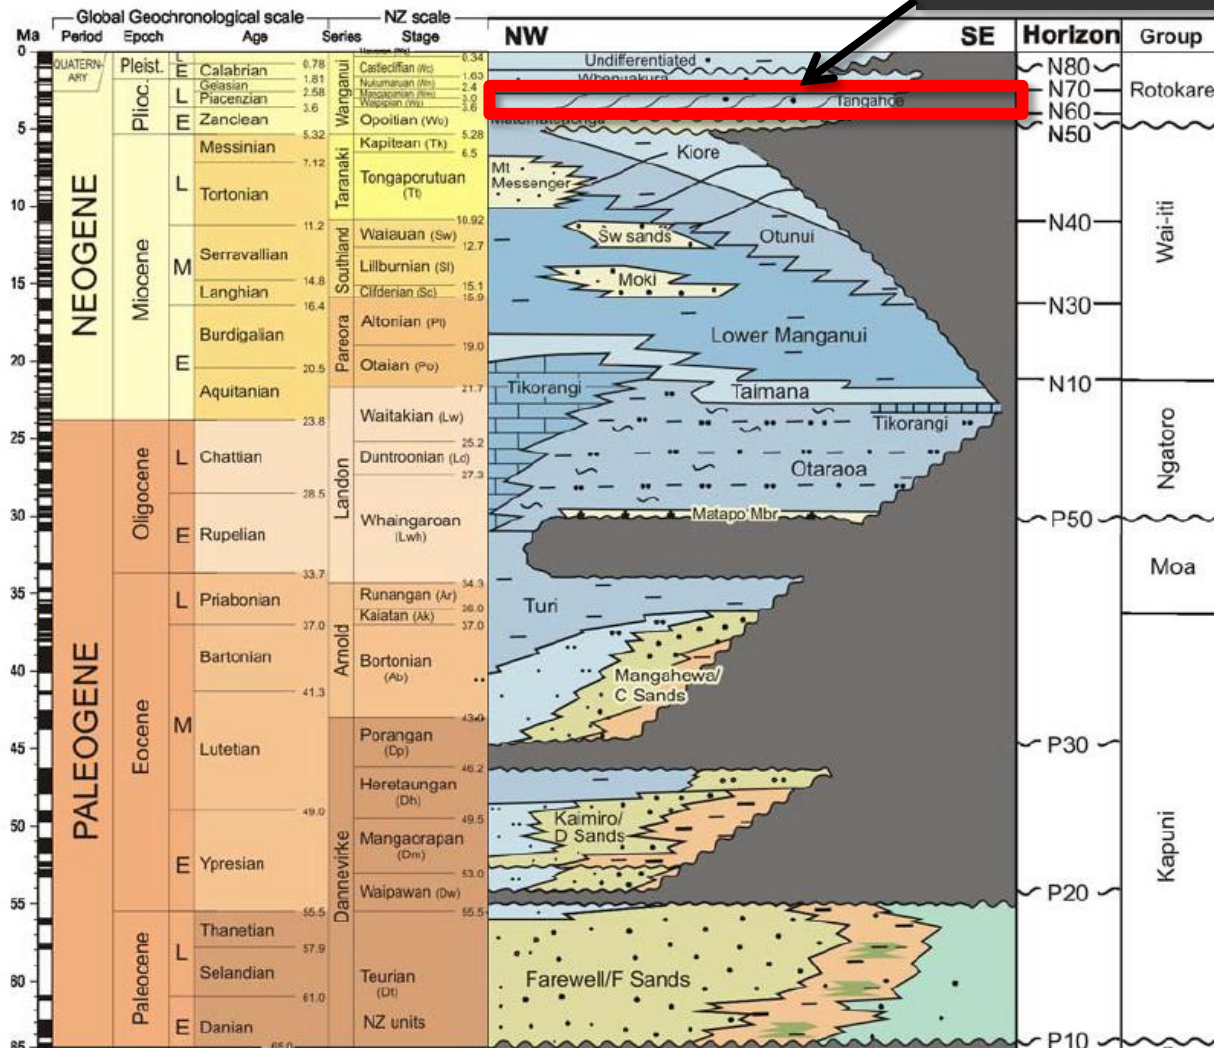 Global Geochronological scale
NZ scale
Ma
Period
Epoch
Age
Series
Stage
NW
SE
Horizon
Group
0
5
10
15
20
25
30
35
40
45
50
55
60
65
QUATERN-
ARY
NEOGENE
PALEOGENE
Pleist.
Plioc.
Miocene
Oligocene
Eocene
Paleocene
L
E
L
E
L
M
E
L
E
L
M
E
L
E
Calabrian
Gelasian
Piacenzian
Zanclean
Messinian
Tortonian
Serravallian
Langhian
Burdigalian
Aquitanian
Chattian
Rupelian
Priabonian
Bartonian
Lutetian
Ypresian
Thanetian
Selandian
Danian
0.78
1.81
2.58
3.6
5.32
7.12
11.2
14.8
16.4
20.5
23.8
28.5
33.7
37.0
41.3
49.0
55.5
57.9
61.0
65.0
Wanganui
Taranaki
Southland
Pareora
Landon
Arnold
Dannevirke
Castlecliffian (Wc)
Nukumaruan (Wn)
Mangapanian (Wm)
Waipipian (Wp)
Opoitian (Wo)
Kapitean (Tk)
Tongaporutuan
(Tt)
Waiauan (Sw)
Lillburnian (Sl)
Clifdenian (Sc)
Altonian (Pl)
Otaian (Po)
Waitakian (Lw)
Duntroonian (Ld)
Whaingaroan
(Lwh)
Runangan (Ar)
Kaiatan (Ak)
Bortonian
(Ab)
Porangan
(Dp)
Heretaungan
(Dh)
Mangaorapan
(Dm)
Waipawan (Dw)
Teurian
(Dt)
NZ units
0.34
1.63
2.4
3.0
3.6
5.28
6.5
10.92
12.7
15.1
15.9
19.0
21.7
25.2
27.3
34.3
36.0
37.0
43.0
46.2
49.5
53.0
55.5
Undifferentiated
Whenuakura
Tangahoe
Matemateaonga
Kiore
Mt
Messenger
Sw sands
Otunui
Moki
Lower Manganui
Tikorangi
Taimana
Tikorangi
Otaraoa
Matapo Mbr
Turi
Mangahewa/
C Sands
Kaimiro/
D Sands
Farewell/F Sands
N80
N70
N60
N50
N40
N30
N10
P50
P30
P20
P10
Rotokare
Wai-iti
Ngatoro
Moa
Kapuni